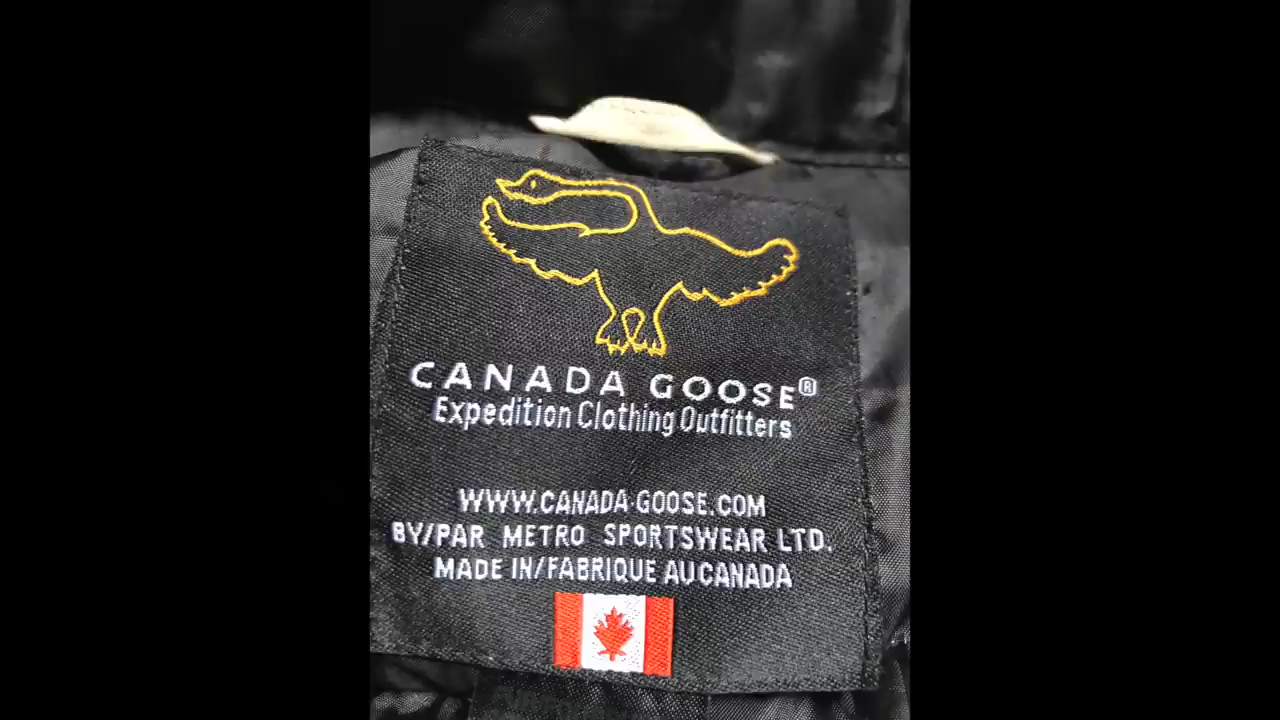 CANADA GOOSE®
Expedition Clothing Outfitters
WWW.CANADA-GOOSE.COM
BY/PAR METRO SPORTSWEAR LTD.
MADE IN/FABRIQUE AU CANADA